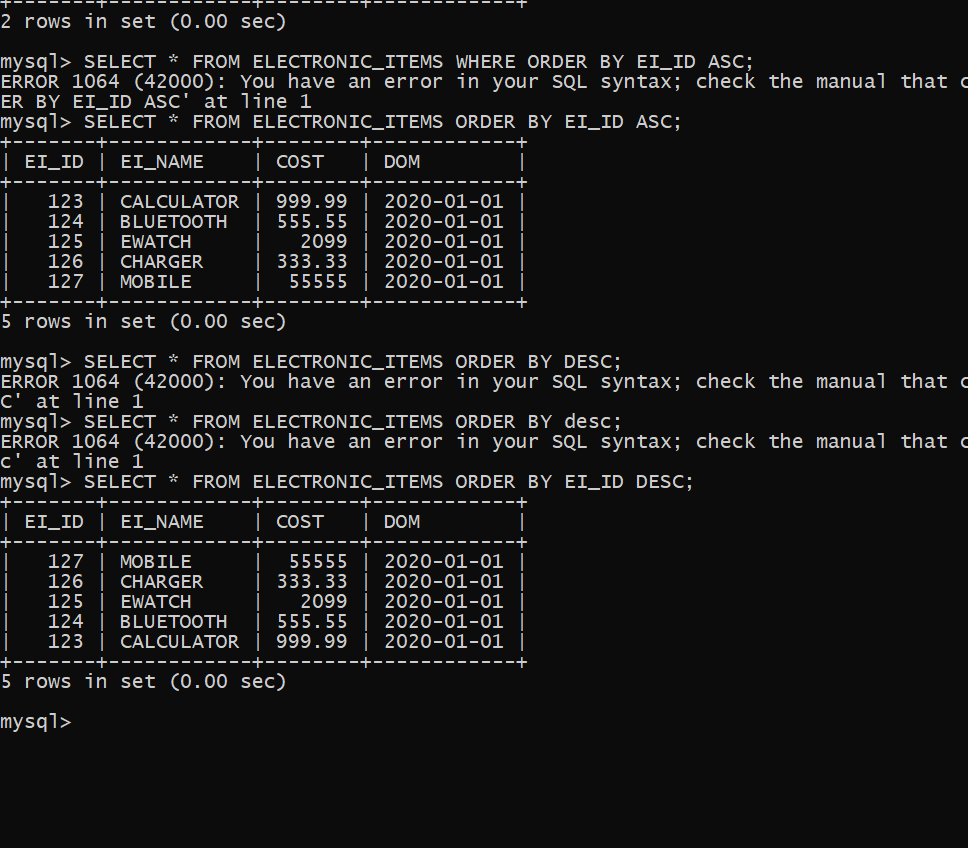 +-------+------------+--------+------------+
2 rows in set (0.00 sec)
mysql> SELECT * FROM ELECTRONIC_ITEMS WHERE ORDER BY EI_ID ASC;
ERROR 1064 (42000): You have an error in your SQL syntax; check the manual that c
ER BY EI_ID ASC' at line 1
mysql> SELECT * FROM ELECTRONIC_ITEMS ORDER BY EI_ID ASC;
+-------+------------+--------+------------+
| EI_ID | EI_NAME    | COST   | DOM        |
+-------+------------+--------+------------+
|   123 | CALCULATOR | 999.99 | 2020-01-01 |
|   124 | BLUETOOTH  | 555.55 | 2020-01-01 |
|   125 | EWATCH     |   2099 | 2020-01-01 |
|   126 | CHARGER    | 333.33 | 2020-01-01 |
|   127 | MOBILE     |  55555 | 2020-01-01 |
+-------+------------+--------+------------+
5 rows in set (0.00 sec)
mysql> SELECT * FROM ELECTRONIC_ITEMS ORDER BY DESC;
ERROR 1064 (42000): You have an error in your SQL syntax; check the manual that c
C' at line 1
mysql> SELECT * FROM ELECTRONIC_ITEMS ORDER BY desc;
ERROR 1064 (42000): You have an error in your SQL syntax; check the manual that c
c' at line 1
mysql> SELECT * FROM ELECTRONIC_ITEMS ORDER BY EI_ID DESC;
+-------+------------+--------+------------+
| EI_ID | EI_NAME    | COST   | DOM        |
+-------+------------+--------+------------+
|   127 | MOBILE     |  55555 | 2020-01-01 |
|   126 | CHARGER    | 333.33 | 2020-01-01 |
|   125 | EWATCH     |   2099 | 2020-01-01 |
|   124 | BLUETOOTH  | 555.55 | 2020-01-01 |
|   123 | CALCULATOR | 999.99 | 2020-01-01 |
+-------+------------+--------+------------+
5 rows in set (0.00 sec)
mysql>